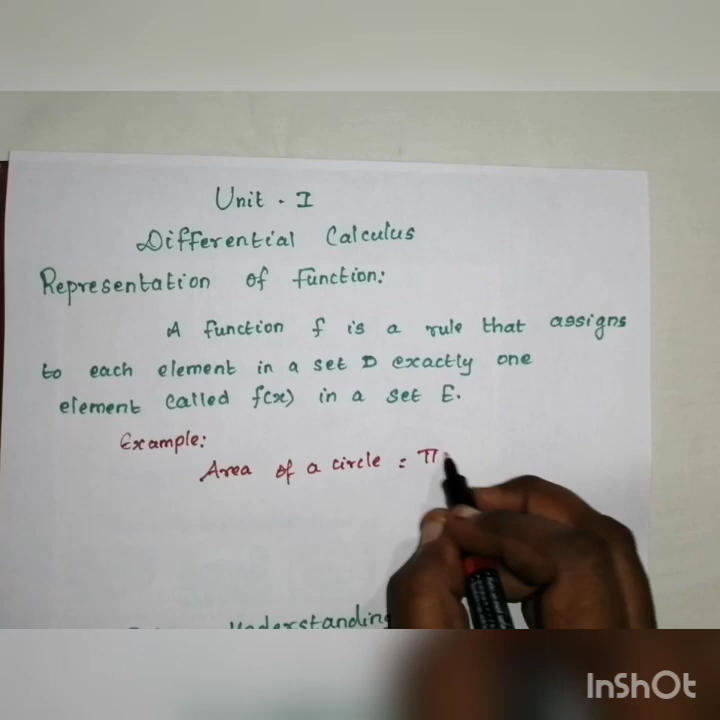 Unit - I
Differential Calculus
Representation of Function:
A function f is a rule that assigns
to each element in a set D exactly one
element called f(x) in a set E.
Example:
Area of a circle = π
Understanding
InShOt